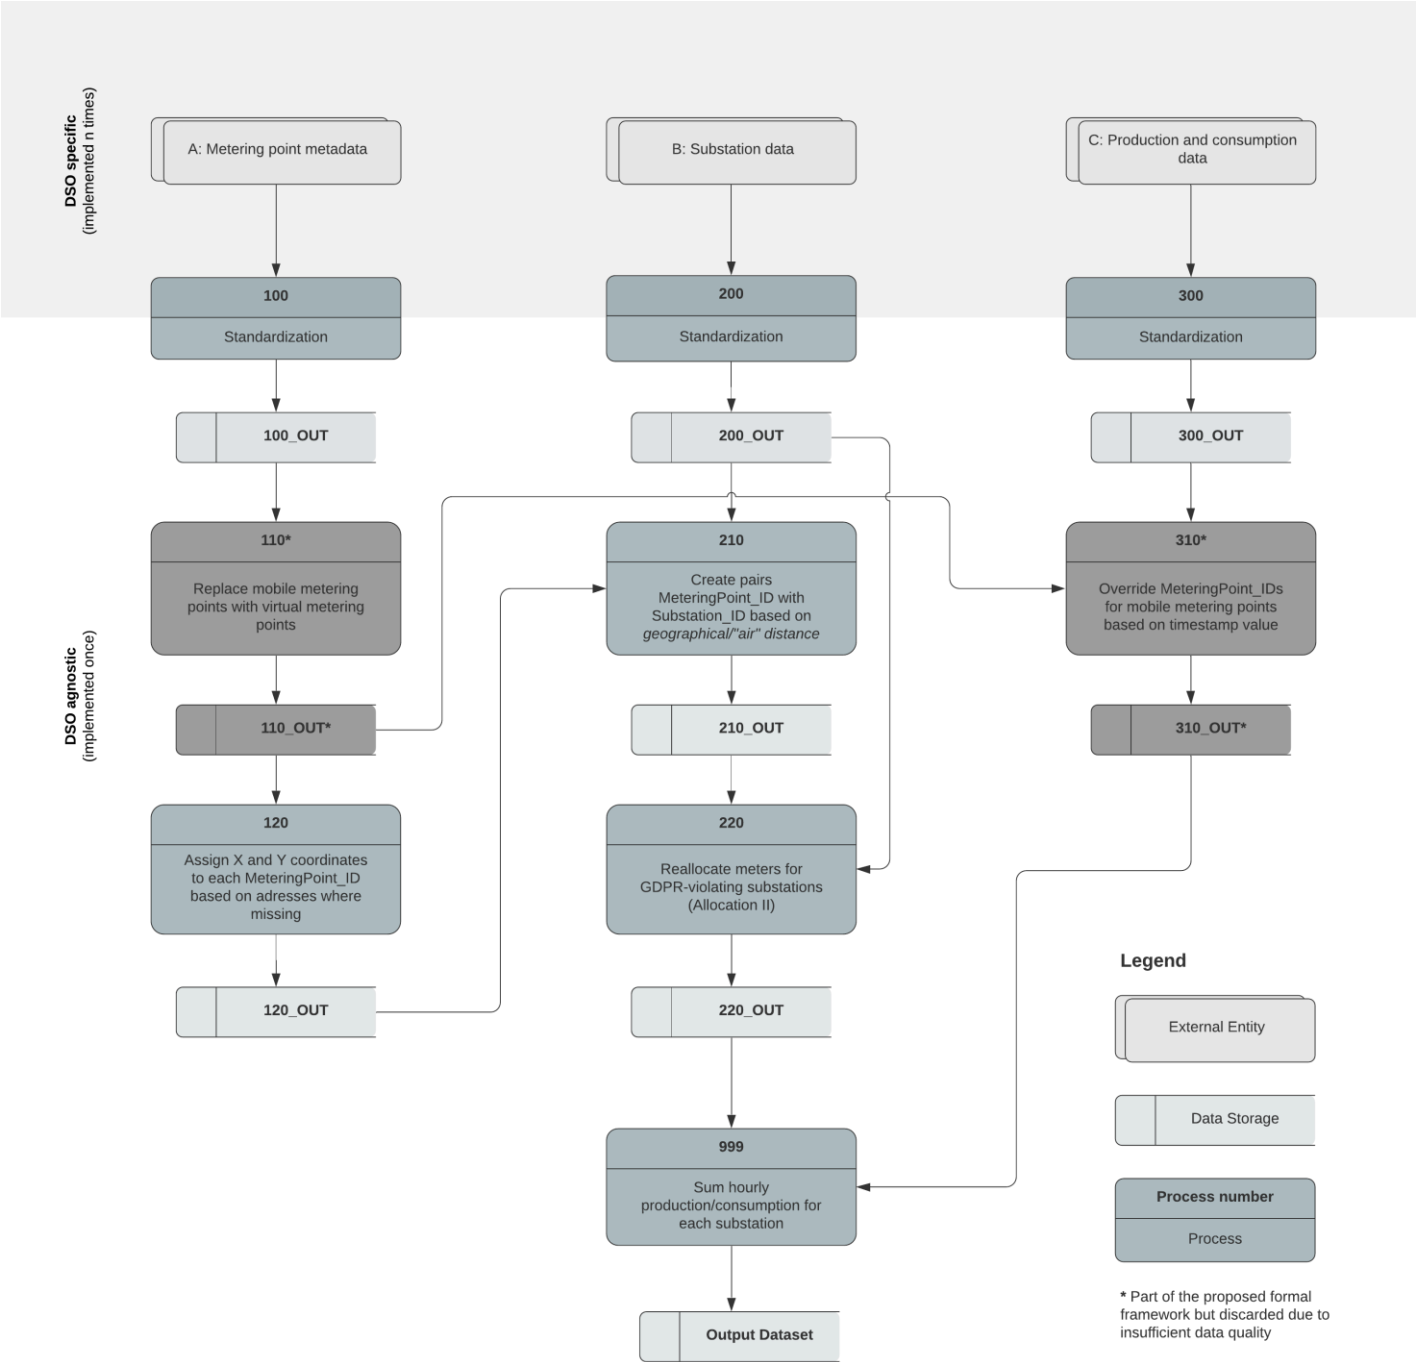 DSO specific
(implemented n times)
A: Metering point metadata
B: Substation data
C: Production and consumption
data
100
Standardization
200
Standardization
300
Standardization
100_OUT
200_OUT
300_OUT
DSO agnostic
(implemented once)
110*
Replace mobile metering
points with virtual metering
points
210
Create pairs
MeteringPoint_ID with
Substation_ID based on
geographical/"air" distance
310*
Override MeteringPoint_IDs
for mobile metering points
based on timestamp value
110_OUT*
210_OUT
310_OUT*
120
Assign X and Y coordinates
to each MeteringPoint_ID
based on adresses where
missing
220
Reallocate meters for
GDPR-violating substations
(Allocation II)
120_OUT
220_OUT
999
Sum hourly
production/consumption for
each substation
Output Dataset
Legend
External Entity
Data Storage
Process number
Process
* Part of the proposed formal
framework but discarded due to
insufficient data quality